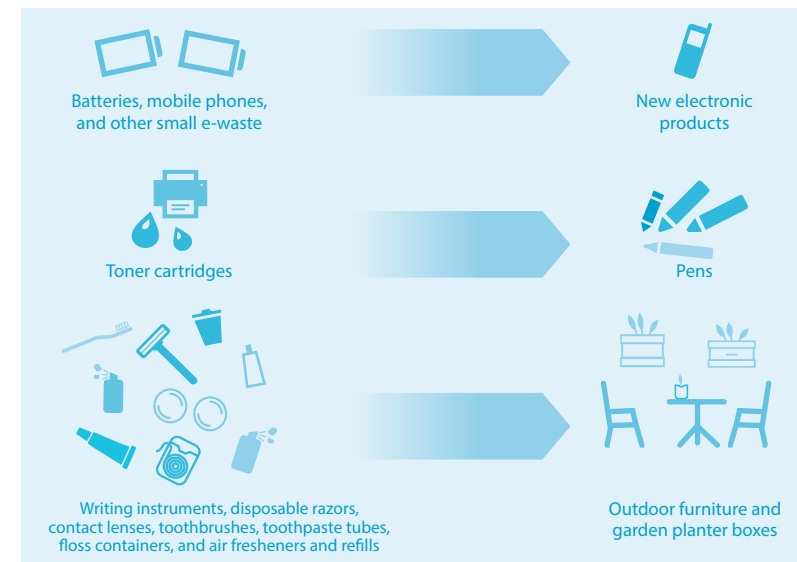 Batteries, mobile phones,
and other small e-waste
New electronic
products
Toner cartridges
Pens
Writing instruments, disposable razors,
contact lenses, toothbrushes, toothpaste tubes,
floss containers, and air fresheners and refills
Outdoor furniture and
garden planter boxes